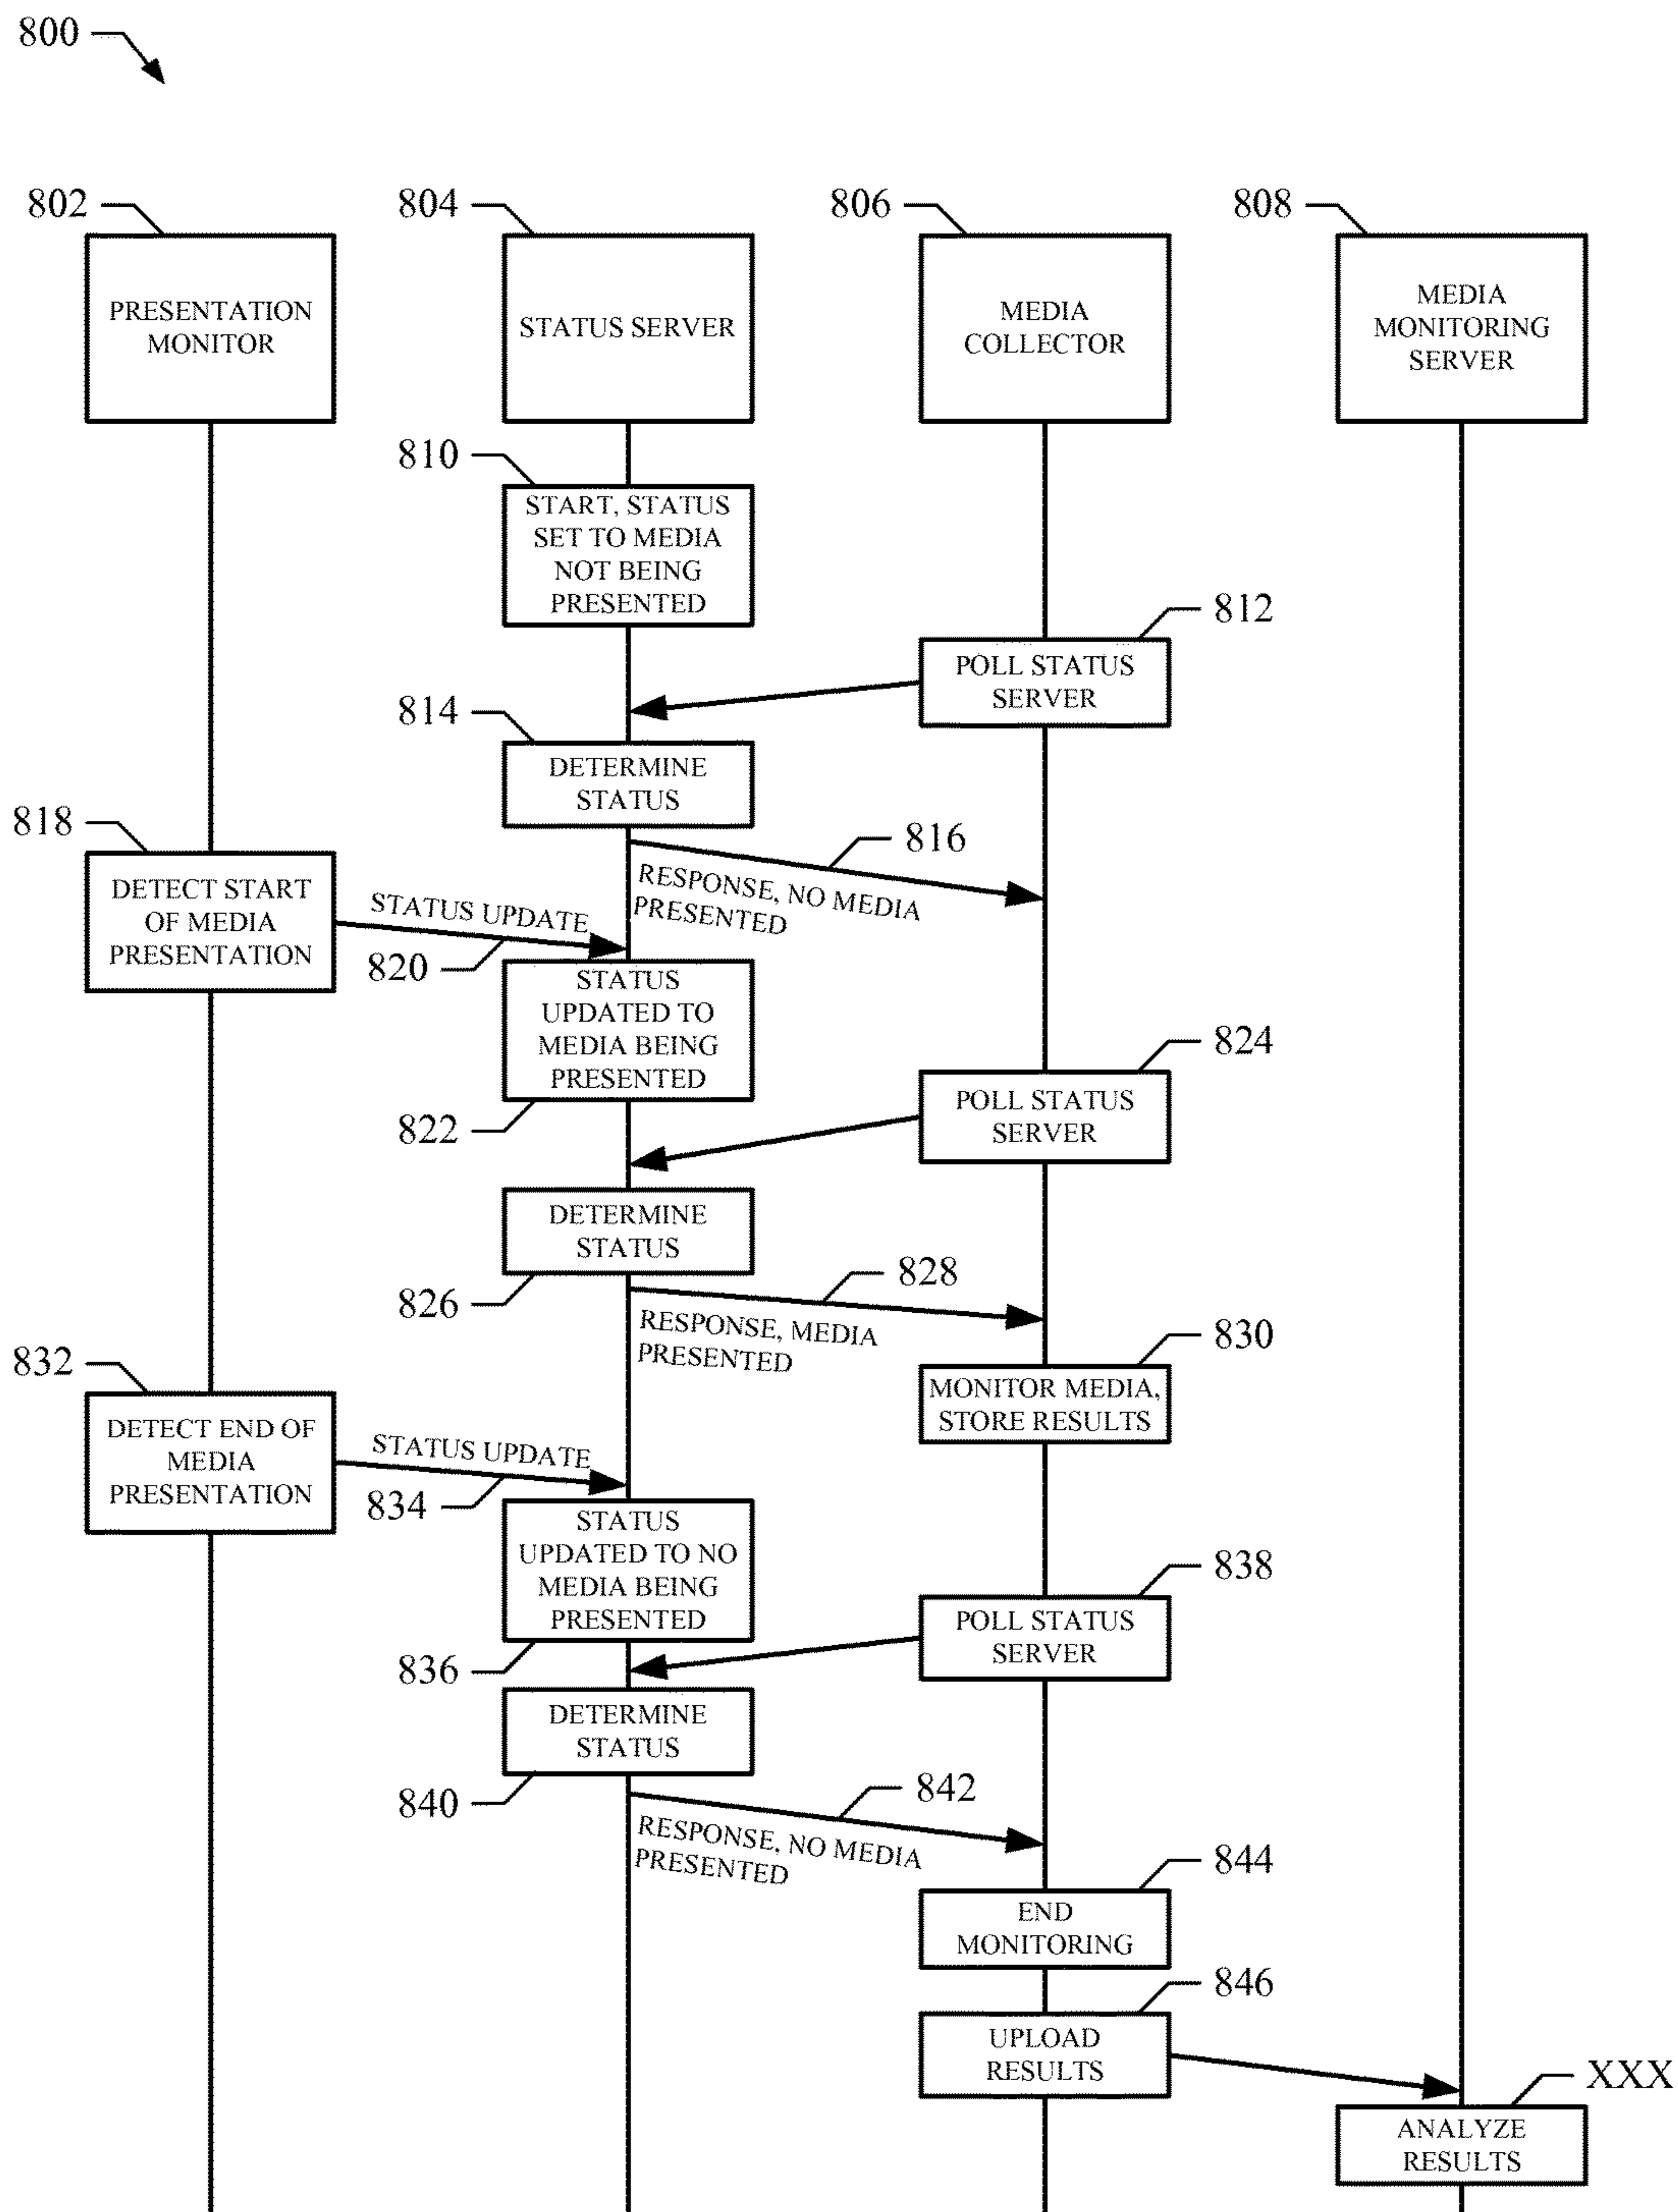 800
802
804
806
808
PRESENTATION
MONITOR
STATUS SERVER
MEDIA
COLLECTOR
MEDIA
MONITORING
SERVER
810
START, STATUS
SET TO MEDIA
NOT BEING
PRESENTED
812
POLL STATUS
SERVER
814
DETERMINE
STATUS
816
RESPONSE, NO MEDIA
PRESENTED
818
DETECT START
OF MEDIA
PRESENTATION
STATUS UPDATE
820
STATUS
UPDATED TO
MEDIA BEING
PRESENTED
822
824
POLL STATUS
SERVER
DETERMINE
STATUS
826
828
RESPONSE, MEDIA
PRESENTED
830
MONITOR MEDIA,
STORE RESULTS
832
DETECT END OF
MEDIA
PRESENTATION
STATUS UPDATE
834
STATUS
UPDATED TO NO
MEDIA BEING
PRESENTED
836
838
POLL STATUS
SERVER
DETERMINE
STATUS
840
842
RESPONSE, NO MEDIA
PRESENTED
844
END
MONITORING
846
UPLOAD
RESULTS
XXX
ANALYZE
RESULTS